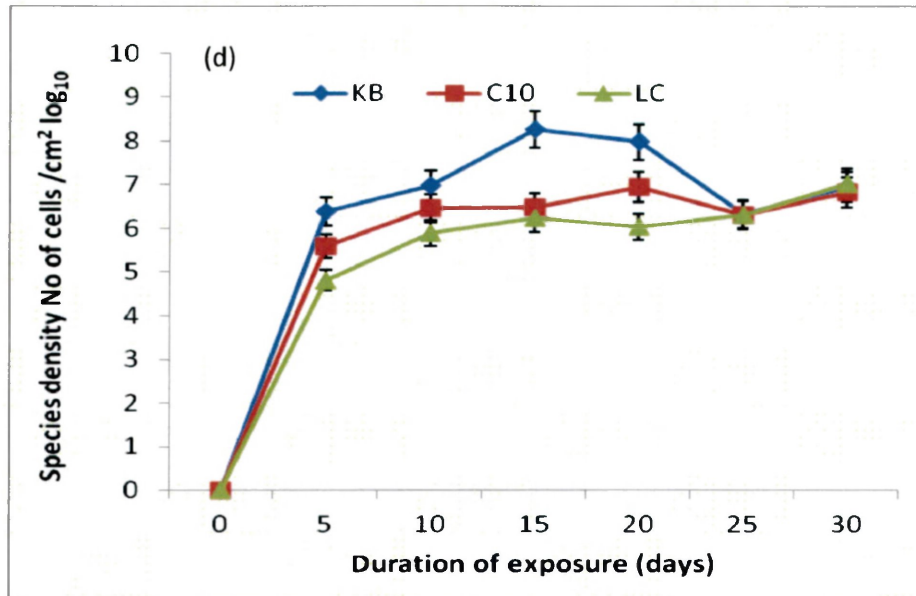 (d)
KB C10 LC
10
9
8
7
6
5
4
3
2
1
0
Species density No of cells /cm² log₁₀
0 5 10 15 20 25 30
Duration of exposure (days)